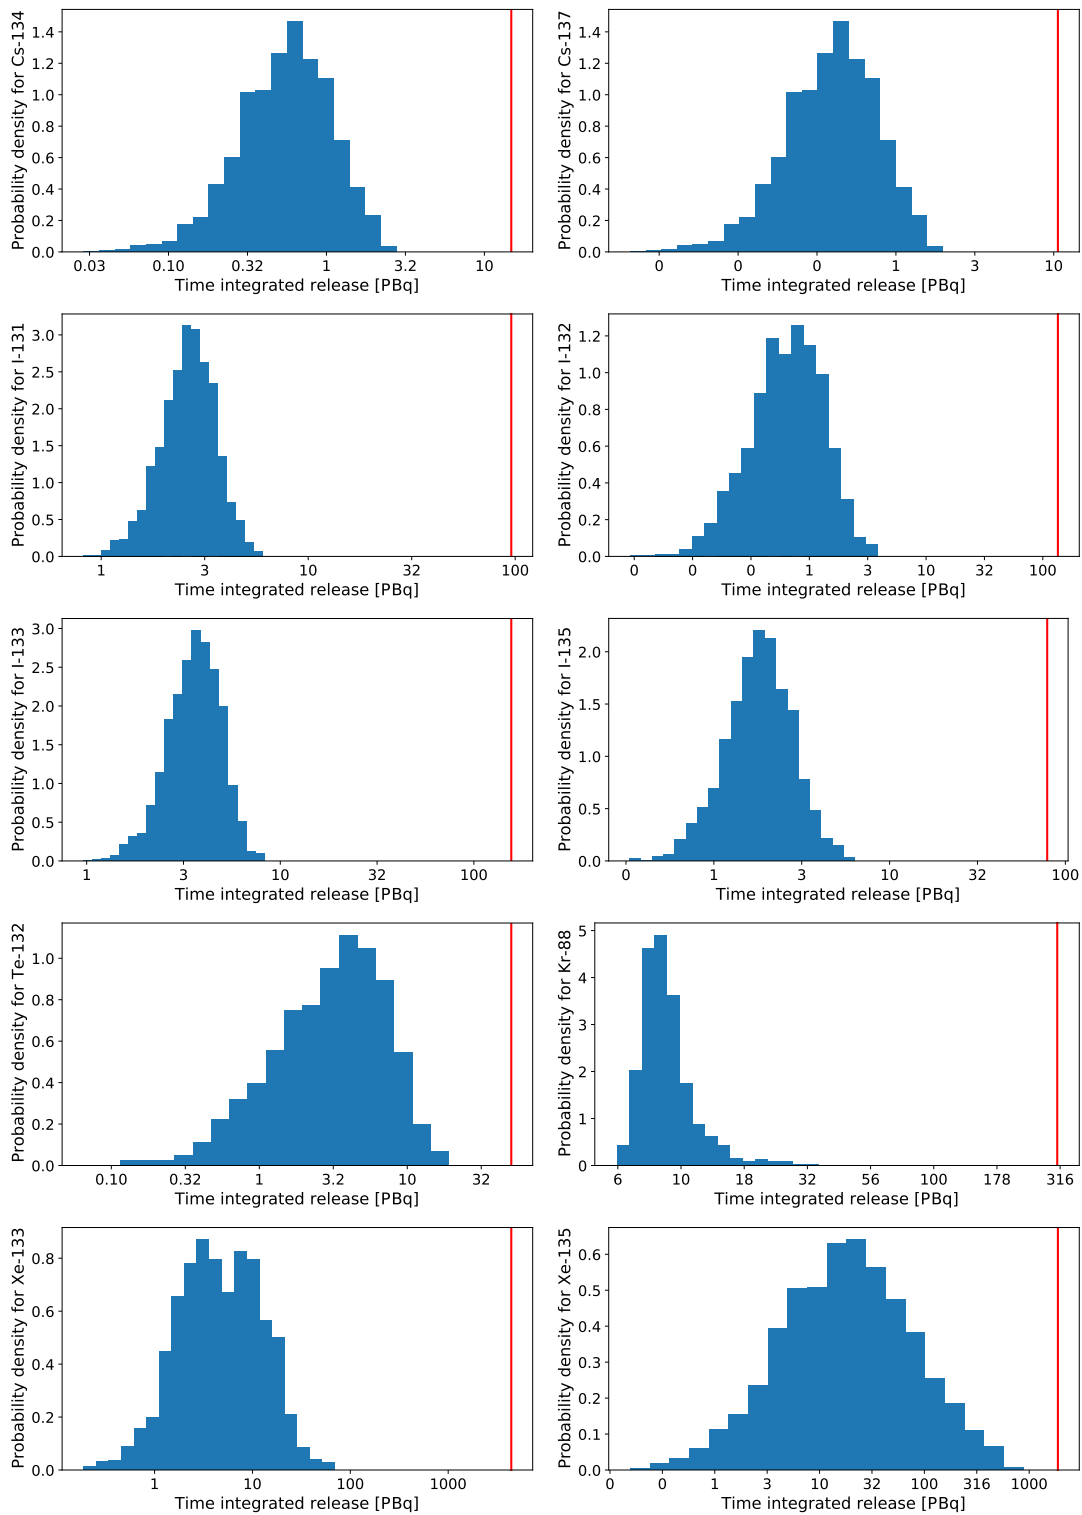 Probability density for Cs-134
1.4
1.2
1.0
0.8
0.6
0.4
0.2
0.0
0.03 0.10 0.32 1 3.2 10
Time integrated release [PBq]
Probability density for Cs-137
1.4
1.2
1.0
0.8
0.6
0.4
0.2
0.0
0 0 0 1 3 10
Time integrated release [PBq]
Probability density for I-131
3.0
2.5
2.0
1.5
1.0
0.5
0.0
1 3 10 32 100
Time integrated release [PBq]
Probability density for I-132
1.2
1.0
0.8
0.6
0.4
0.2
0.0
0 0 0 1 3 10 32 100
Time integrated release [PBq]
Probability density for I-133
3.0
2.5
2.0
1.5
1.0
0.5
0.0
1 3 10 32 100
Time integrated release [PBq]
Probability density for I-135
2.0
1.5
1.0
0.5
0.0
0 1 3 10 32 100
Time integrated release [PBq]
Probability density for Te-132
1.0
0.8
0.6
0.4
0.2
0.0
0.10 0.32 1 3.2 10 32
Time integrated release [PBq]
Probability density for Kr-88
5
4
3
2
1
0
6 10 18 32 56 100 178 316
Time integrated release [PBq]
Probability density for Xe-133
0.8
0.6
0.4
0.2
0.0
1 10 100 1000
Time integrated release [PBq]
Probability density for Xe-135
0.6
0.5
0.4
0.3
0.2
0.1
0.0
0 0 1 3 10 32 100 316 1000
Time integrated release [PBq]